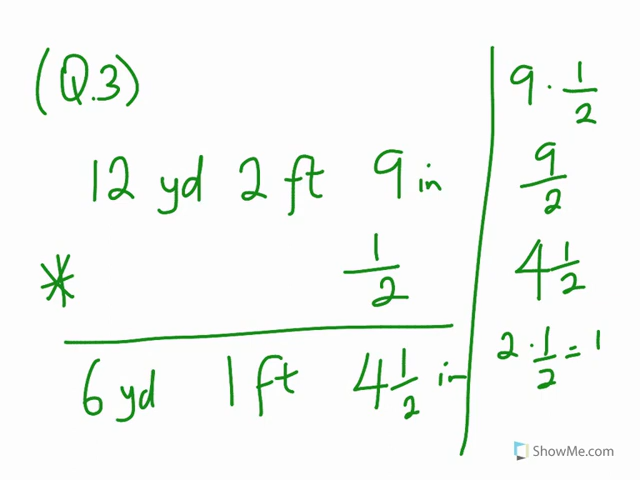 (Q.3)
12 yd 2 ft 9 in
* 1/2
6 yd 1 ft 4 1/2 in
9 · 1/2
9/2
4 1/2
2 · 1/2 = 1
ShowMe.com